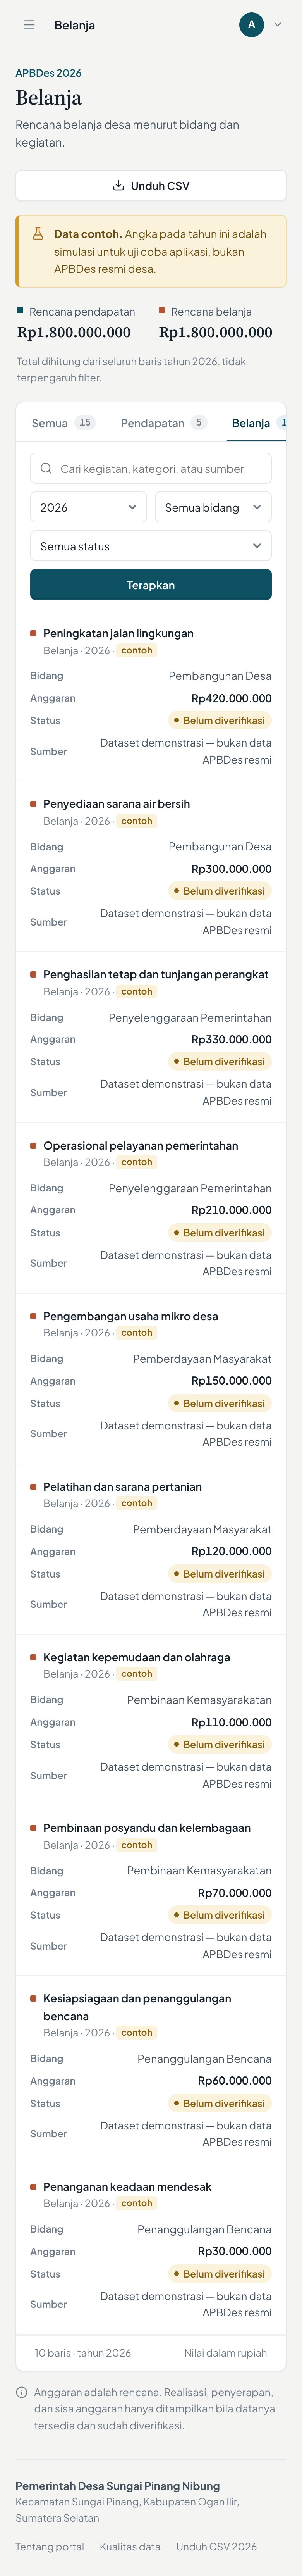 Belanja
A
APBDes 2026
Belanja
Rencana belanja desa menurut bidang dan
kegiatan.
Unduh CSV
Data contoh. Angka pada tahun ini adalah
simulasi untuk uji coba aplikasi, bukan
APBDes resmi desa.
Rencana pendapatan
Rp1.800.000.000
Rencana belanja
Rp1.800.000.000
Total dihitung dari seluruh baris tahun 2026, tidak
terpengaruh filter.
Semua 15 Pendapatan 5 Belanja
Cari kegiatan, kategori, atau sumber
2026 Semua bidang
Semua status
Terapkan
Peningkatan jalan lingkungan
Belanja · 2026 · contoh
Bidang Pembangunan Desa
Anggaran Rp420.000.000
Status Belum diverifikasi
Sumber Dataset demonstrasi — bukan data
APBDes resmi
Penyediaan sarana air bersih
Belanja · 2026 · contoh
Bidang Pembangunan Desa
Anggaran Rp300.000.000
Status Belum diverifikasi
Sumber Dataset demonstrasi — bukan data
APBDes resmi
Penghasilan tetap dan tunjangan perangkat
Belanja · 2026 · contoh
Bidang Penyelenggaraan Pemerintahan
Anggaran Rp330.000.000
Status Belum diverifikasi
Sumber Dataset demonstrasi — bukan data
APBDes resmi
Operasional pelayanan pemerintahan
Belanja · 2026 · contoh
Bidang Penyelenggaraan Pemerintahan
Anggaran Rp210.000.000
Status Belum diverifikasi
Sumber Dataset demonstrasi — bukan data
APBDes resmi
Pengembangan usaha mikro desa
Belanja · 2026 · contoh
Bidang Pemberdayaan Masyarakat
Anggaran Rp150.000.000
Status Belum diverifikasi
Sumber Dataset demonstrasi — bukan data
APBDes resmi
Pelatihan dan sarana pertanian
Belanja · 2026 · contoh
Bidang Pemberdayaan Masyarakat
Anggaran Rp120.000.000
Status Belum diverifikasi
Sumber Dataset demonstrasi — bukan data
APBDes resmi
Kegiatan kepemudaan dan olahraga
Belanja · 2026 · contoh
Bidang Pembinaan Kemasyarakatan
Anggaran Rp110.000.000
Status Belum diverifikasi
Sumber Dataset demonstrasi — bukan data
APBDes resmi
Pembinaan posyandu dan kelembagaan
Belanja · 2026 · contoh
Bidang Pembinaan Kemasyarakatan
Anggaran Rp70.000.000
Status Belum diverifikasi
Sumber Dataset demonstrasi — bukan data
APBDes resmi
Kesiapsiagaan dan penanggulangan
bencana
Belanja · 2026 · contoh
Bidang Penanggulangan Bencana
Anggaran Rp60.000.000
Status Belum diverifikasi
Sumber Dataset demonstrasi — bukan data
APBDes resmi
Penanganan keadaan mendesak
Belanja · 2026 · contoh
Bidang Penanggulangan Bencana
Anggaran Rp30.000.000
Status Belum diverifikasi
Sumber Dataset demonstrasi — bukan data
APBDes resmi
10 baris · tahun 2026 Nilai dalam rupiah
Anggaran adalah rencana. Realisasi, penyerapan,
dan sisa anggaran hanya ditampilkan bila datanya
tersedia dan sudah diverifikasi.
Pemerintah Desa Sungai Pinang Nibung
Kecamatan Sungai Pinang, Kabupaten Ogan Ilir,
Sumatera Selatan
Tentang portal Kualitas data Unduh CSV 2026